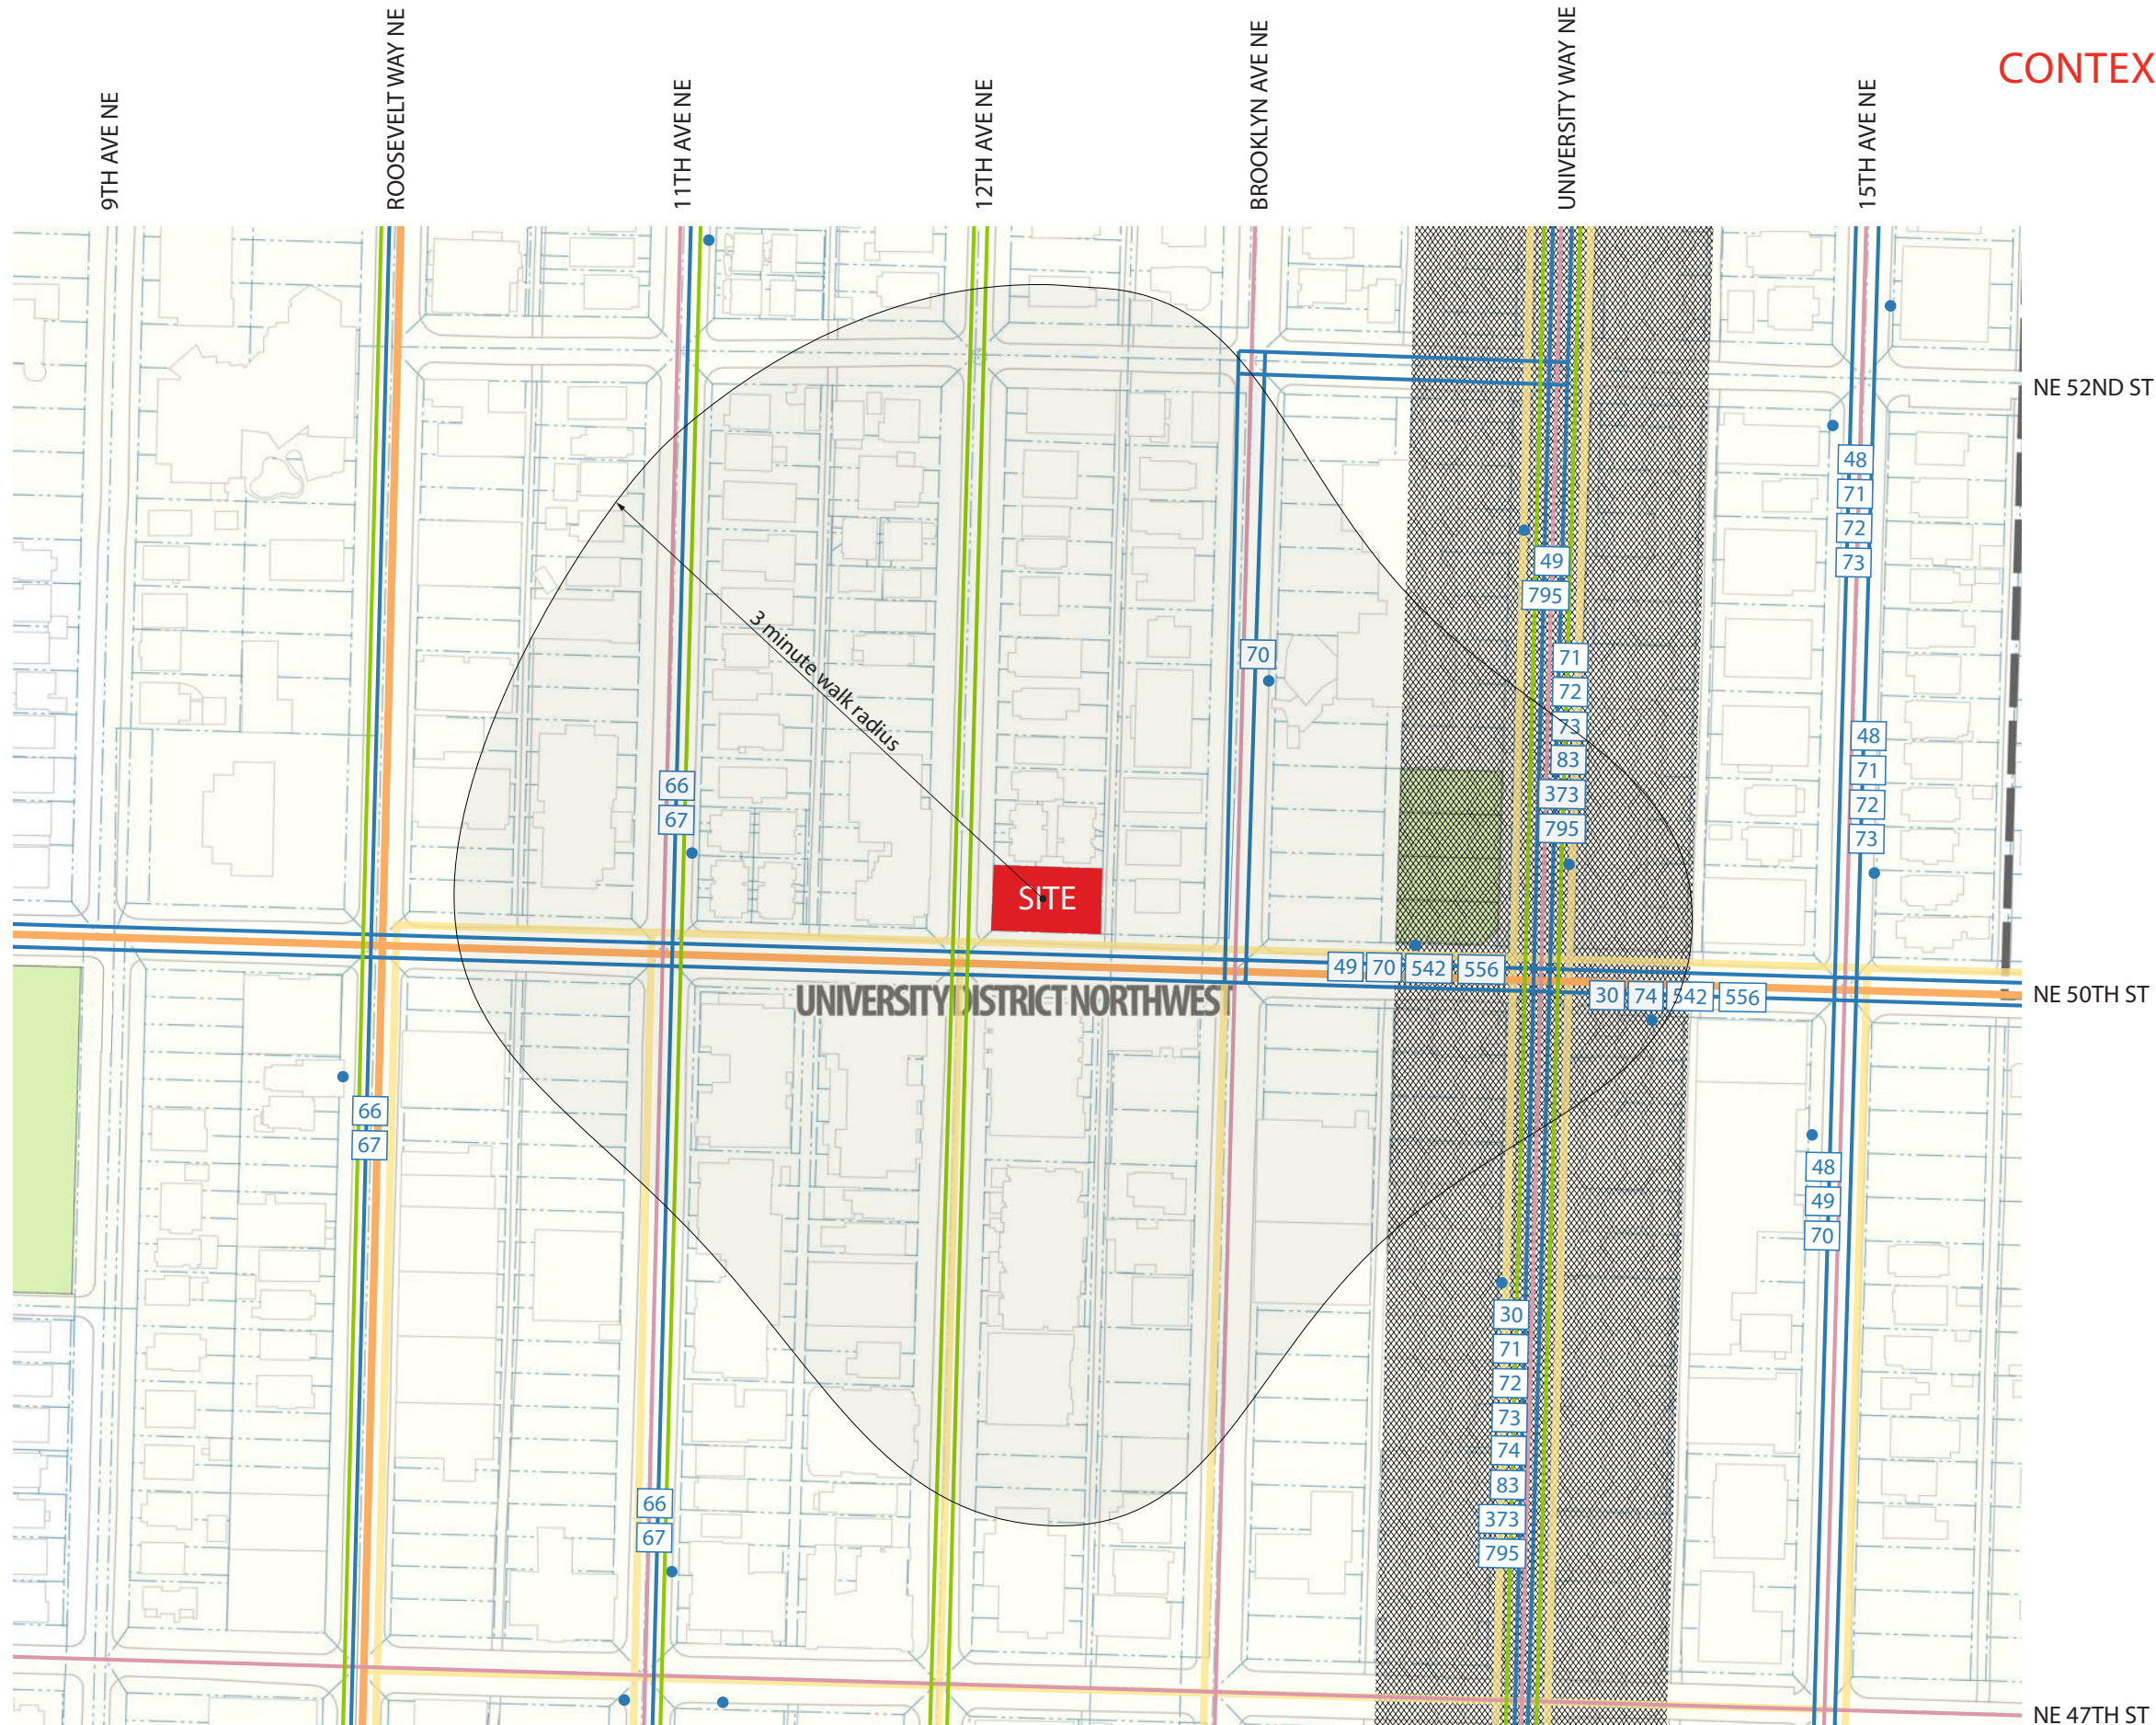 CONTEX
9TH AVE NE
ROOSEVELT WAY NE
11TH AVE NE
12TH AVE NE
BROOKLYN AVE NE
UNIVERSITY WAY NE
15TH AVE NE
NE 52ND ST
48
71
72
73
49
795
3 minute walk radius
70
71
72
73
83
373
795
48
71
72
73
66
67
SITE
49 70 542 556
NE 50TH ST
30 74 542 556
UNIVERSITY DISTRICT NORTHWEST
66
67
48
49
70
30
71
72
73
74
83
373
795
66
67
NE 47TH ST